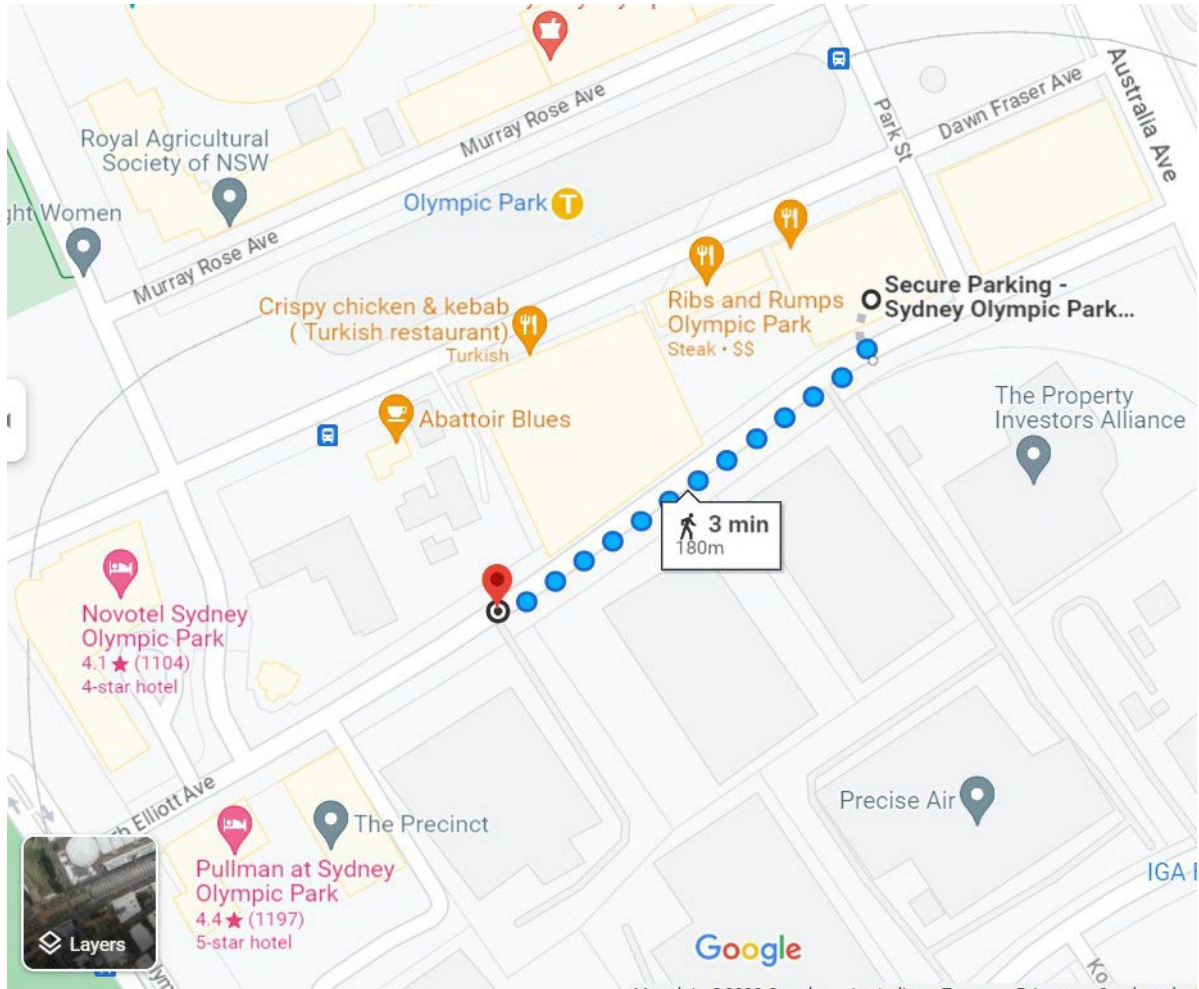 Murray Rose Ave
Park St
Dawn Fraser Ave
Australia Ave
Royal Agricultural
Society of NSW
Olympic Park
T
Women
Murray Rose Ave
Crispy chicken & kebab
( Turkish restaurant)
Turkish
Ribs and Rumps
Olympic Park
Steak • $$
Secure Parking -
Sydney Olympic Park...
The Property
Investors Alliance
Abattoir Blues
3 min
180m
Novotel Sydney
Olympic Park
4.1 ★ (1104)
4-star hotel
Elliott Ave
The Precinct
Precise Air
Pullman at Sydney
Olympic Park
4.4 ★ (1197)
5-star hotel
IGA
Layers
Google